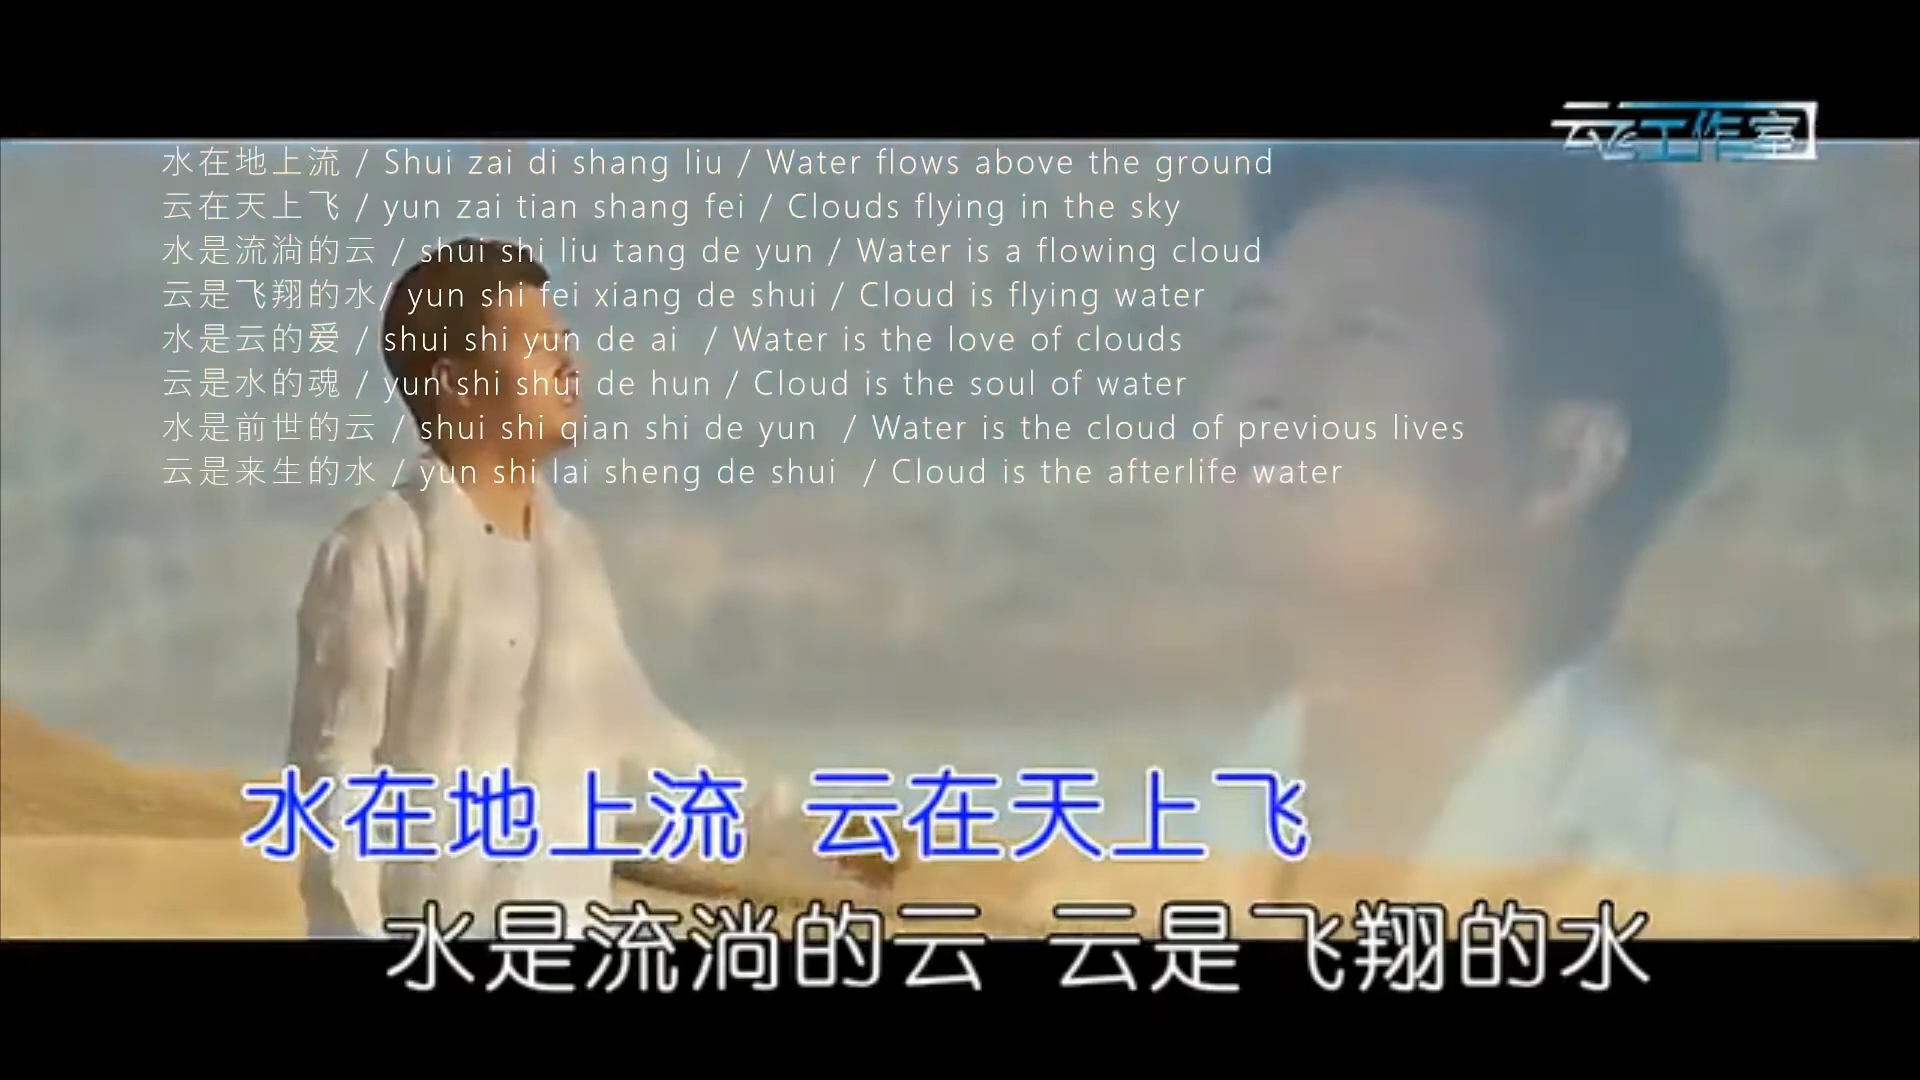 云飞工作室
水在地上流 / Shui zai di shang liu / Water flows above the ground
云在天上飞 / yun zai tian shang fei / Clouds flying in the sky
水是流淌的云 / shui shi liu tang de yun / Water is a flowing cloud
云是飞翔的水/ yun shi fei xiang de shui / Cloud is flying water
水是云的爱 / shui shi yun de ai / Water is the love of clouds
云是水的魂 / yun shi shui de hun / Cloud is the soul of water
水是前世的云 / shui shi qian shi de yun / Water is the cloud of previous lives
云是来生的水 / yun shi lai sheng de shui / Cloud is the afterlife water
水在地上流 云在天上飞
水是流淌的云 云是飞翔的水